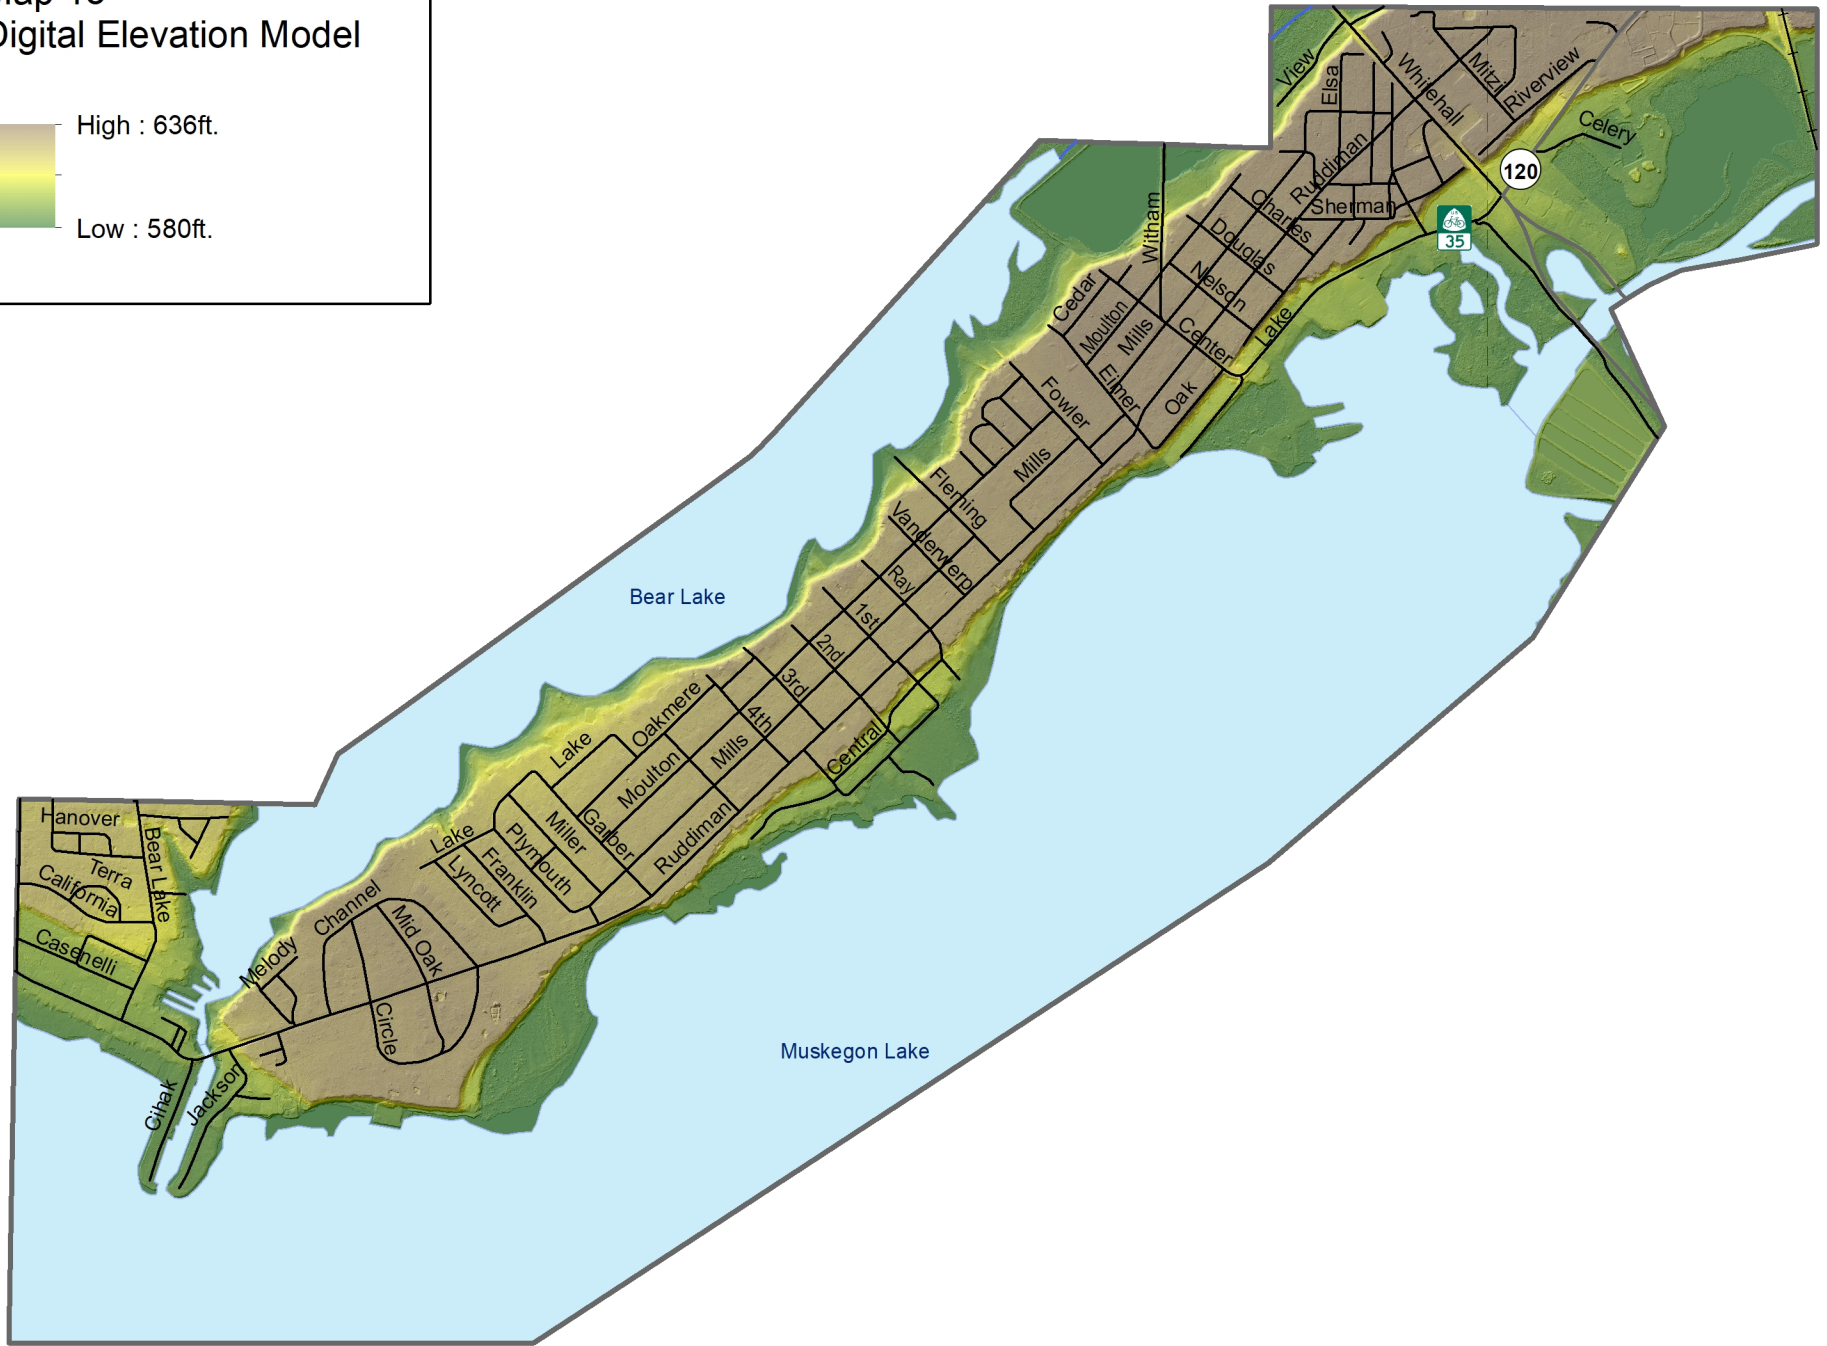 Digital Elevation Model
High : 636ft.
Low : 580ft.
View
Elsa
Whitehall
Mitzi
Riverview
Celery
120
35
Ruddiman
Sherman
Charles
Douglas
Nelson
Witham
Cedar
Moulton
Mills
Center
Lake
Eimer
Oak
Fowler
Mills
Fleming
Vanderwerp
Ray
1st
2nd
3rd
4th
Bear Lake
Oakmere
Lake
Moulton
Mills
Central
Garber
Ruddiman
Miller
Plymouth
Lake
Franklin
Lyncott
Hanover
Bear Lake
Terra
California
Casenelli
Channel
Mid Oak
Melody
Circle
Cihak
Jackson
Muskegon Lake